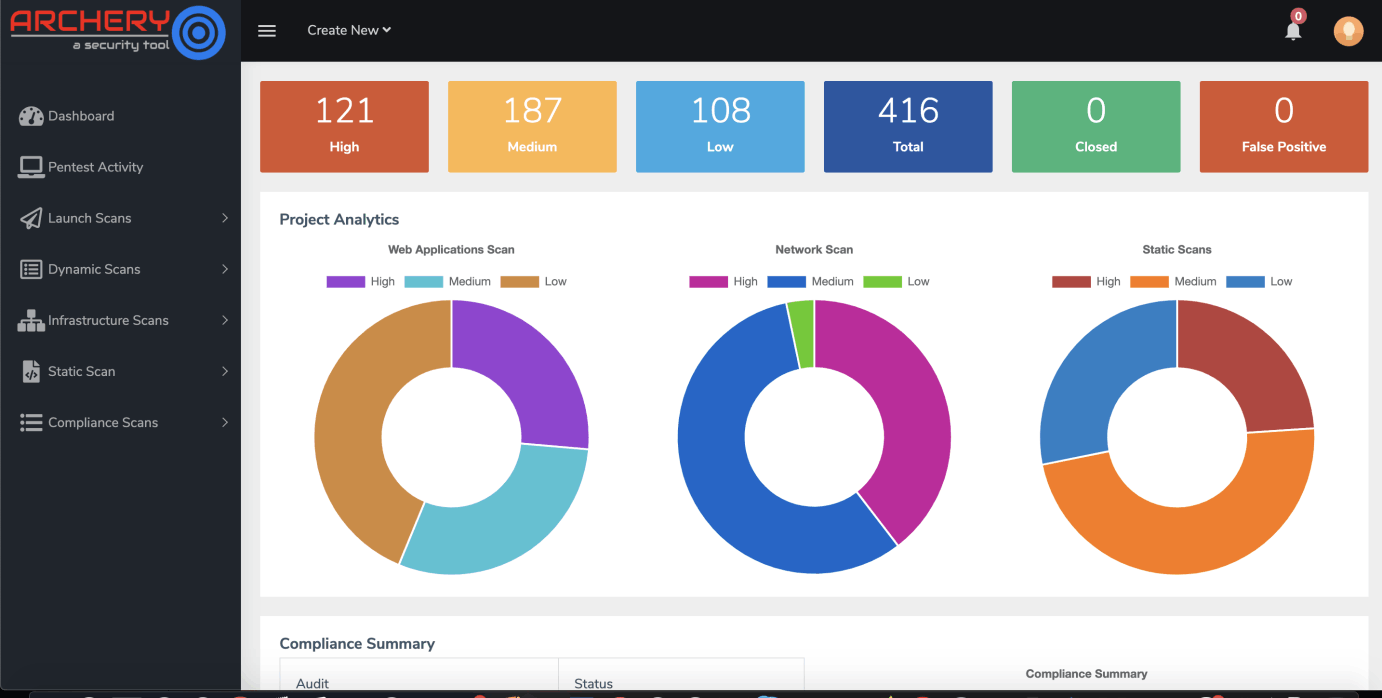 ARCHERY
a security tool
Create New
0
Dashboard
Pentest Activity
Launch Scans
Dynamic Scans
Infrastructure Scans
Static Scan
Compliance Scans
121
High
187
Medium
108
Low
416
Total
0
Closed
0
False Positive
Project Analytics
Web Applications Scan
High Medium Low
Network Scan
High Medium Low
Static Scans
High Medium Low
Compliance Summary
Audit Status
Compliance Summary